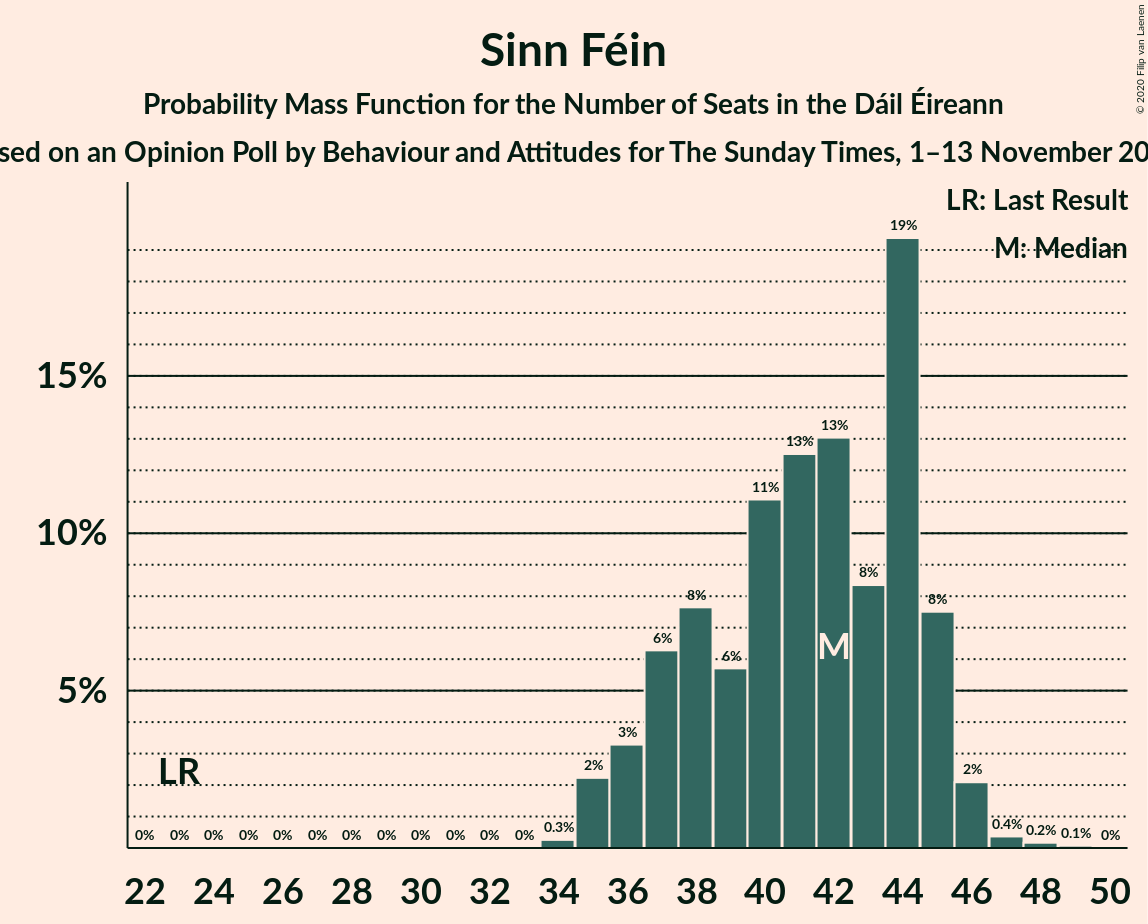 Sinn Féin
Probability Mass Function for the Number of Seats in the Dáil Éireann
sed on an Opinion Poll by Behaviour and Attitudes for The Sunday Times, 1–13 November 20
© 2020 Filip van Laenen
LR: Last Result
M: Median
15%
10%
5%
LR
M
0% 0% 0% 0% 0% 0% 0% 0% 0% 0% 0% 0% 0.3% 2% 3% 6% 8% 6% 11% 13% 13% 8% 19% 8% 2% 0.4% 0.2% 0.1% 0%
22 24 26 28 30 32 34 36 38 40 42 44 46 48 50